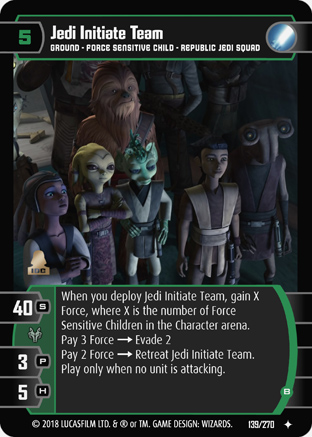 5
Jedi Initiate Team
GROUND - FORCE SENSITIVE CHILD - REPUBLIC JEDI SQUAD
IDC
40 S
3 P
5 H
When you deploy Jedi Initiate Team, gain X
Force, where X is the number of Force
Sensitive Children in the Character arena.
Pay 3 Force → Evade 2
Pay 2 Force → Retreat Jedi Initiate Team.
Play only when no unit is attacking.
B
© 2018 LUCASFILM LTD. & ® or TM. GAME DESIGN: WIZARDS. 139/270